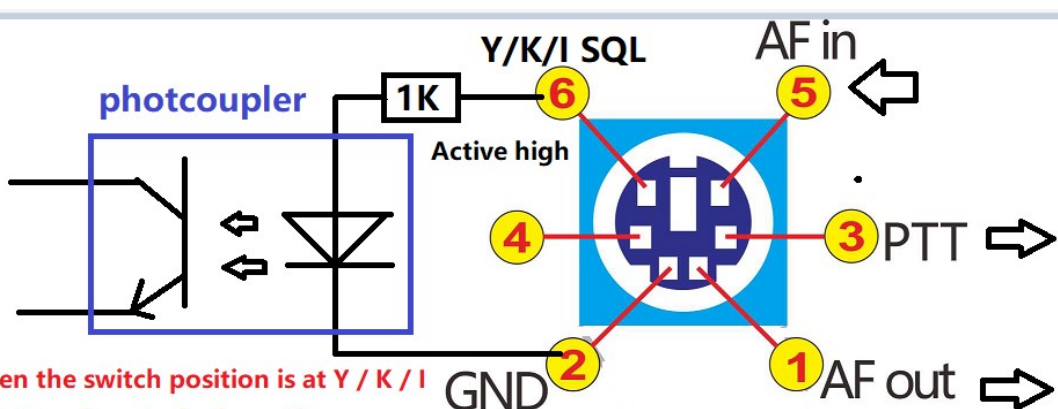 Y/K/I SQL
AF in
photcoupler
1K
6
5
Active high
4
3
PTT
en the switch position is at Y / K / I
GND
2
1
AF out